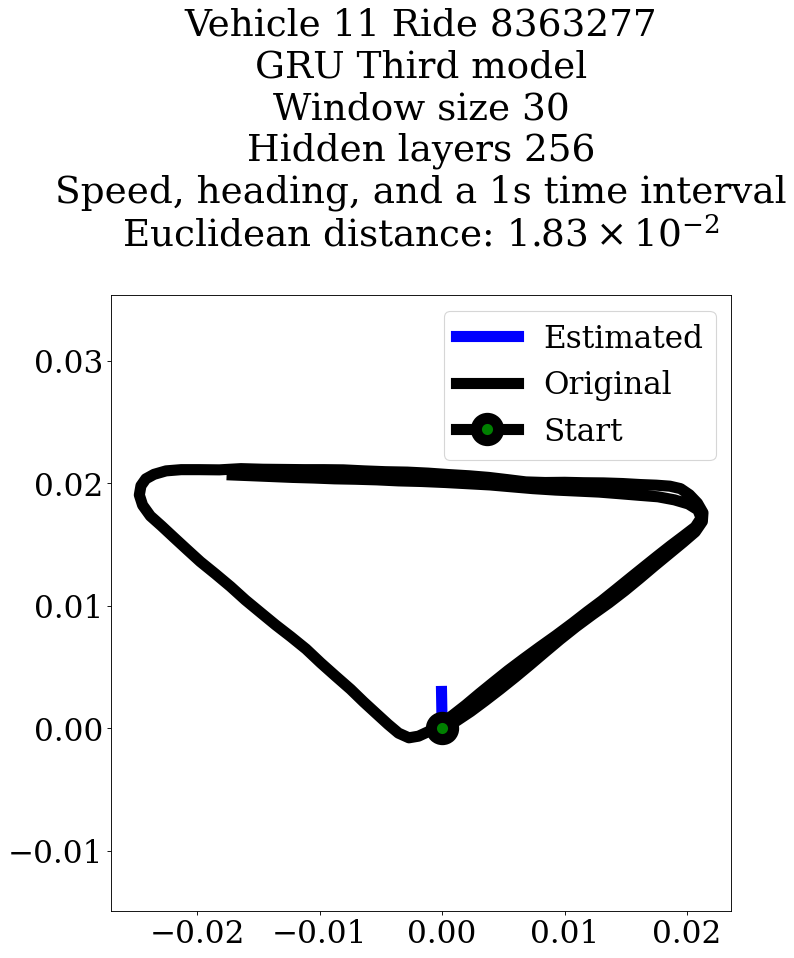 Vehicle 11 Ride 8363277
GRU Third model
Window size 30
Hidden layers 256
Speed, heading, and a 1s time interval
Euclidean distance: 1.83 × 10⁻²
Estimated
Original
Start
0.03
0.02
0.01
0.00
−0.01
−0.02 −0.01 0.00 0.01 0.02